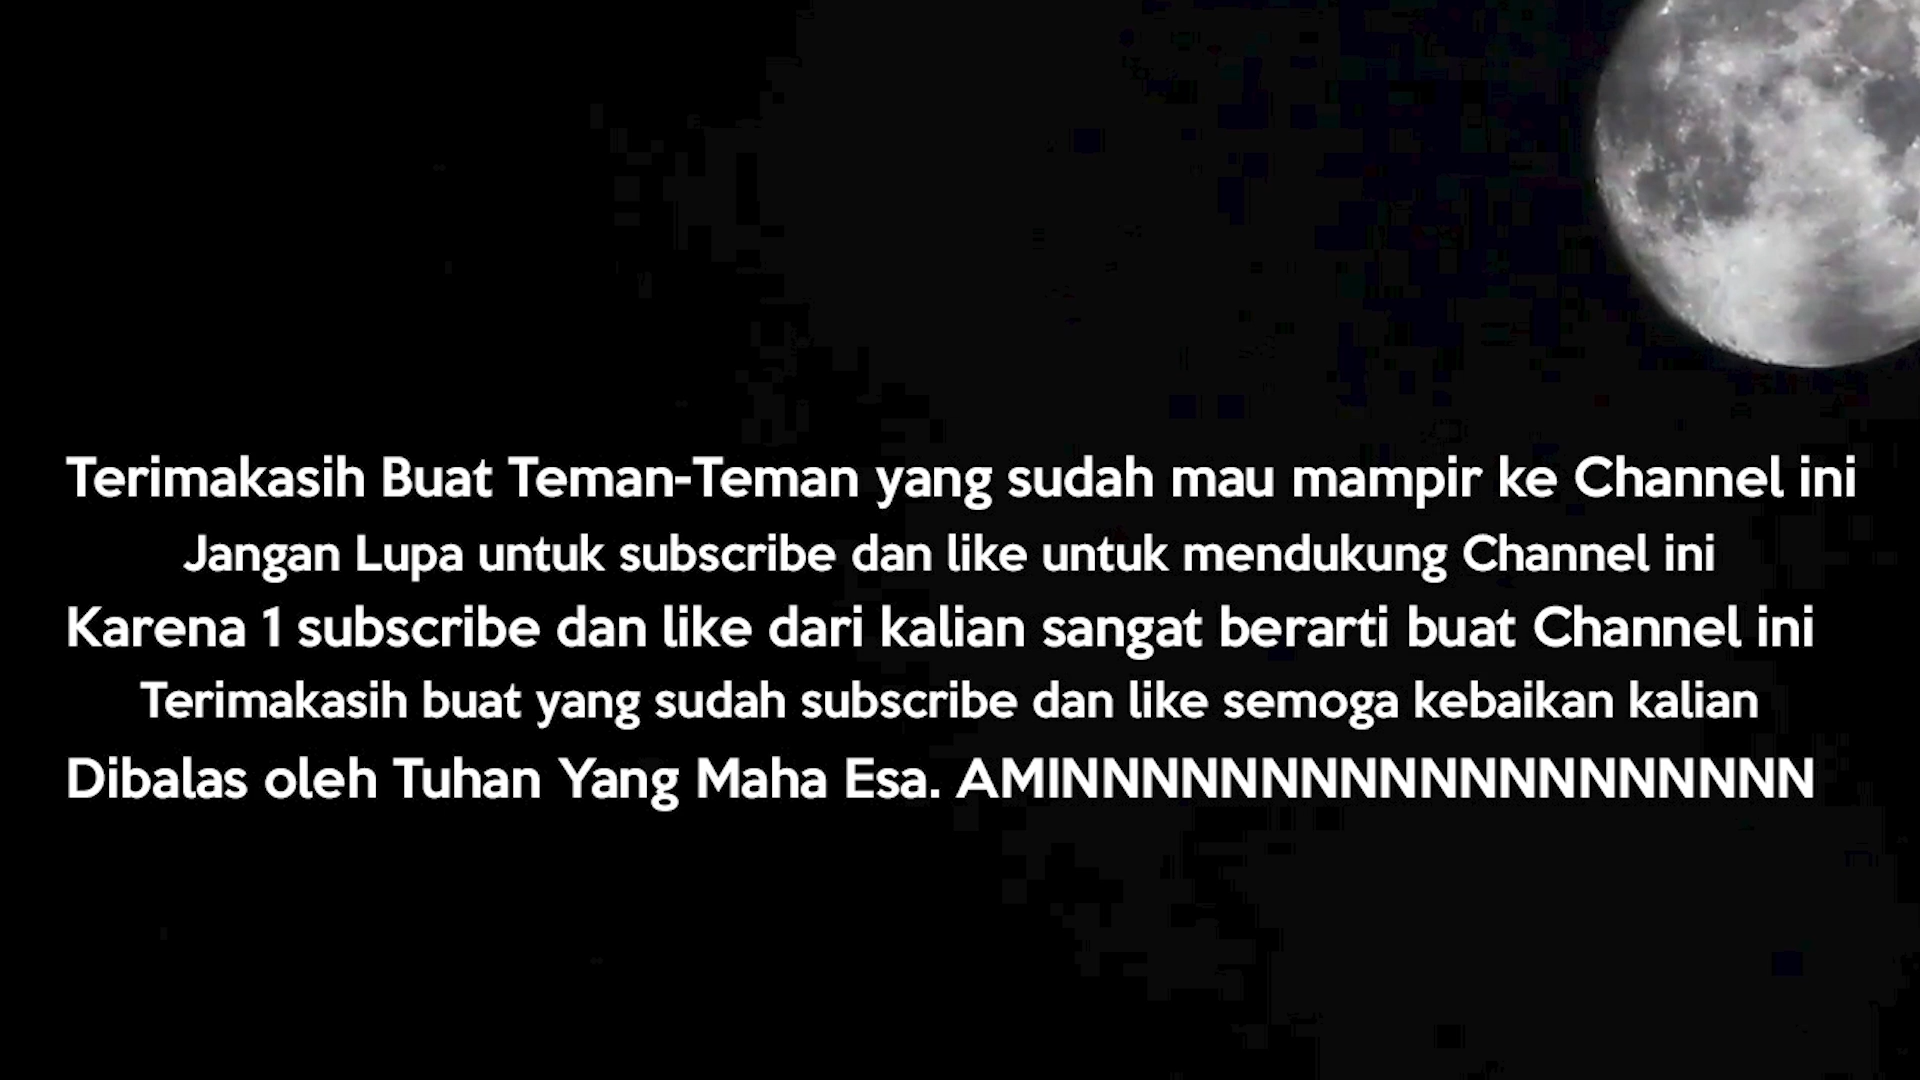 Terimakasih Buat Teman-Teman yang sudah mau mampir ke Channel ini
Jangan Lupa untuk subscribe dan like untuk mendukung Channel ini
Karena 1 subscribe dan like dari kalian sangat berarti buat Channel ini
Terimakasih buat yang sudah subscribe dan like semoga kebaikan kalian
Dibalas oleh Tuhan Yang Maha Esa. AMINNNNNNNNNNNNNNNNNNN